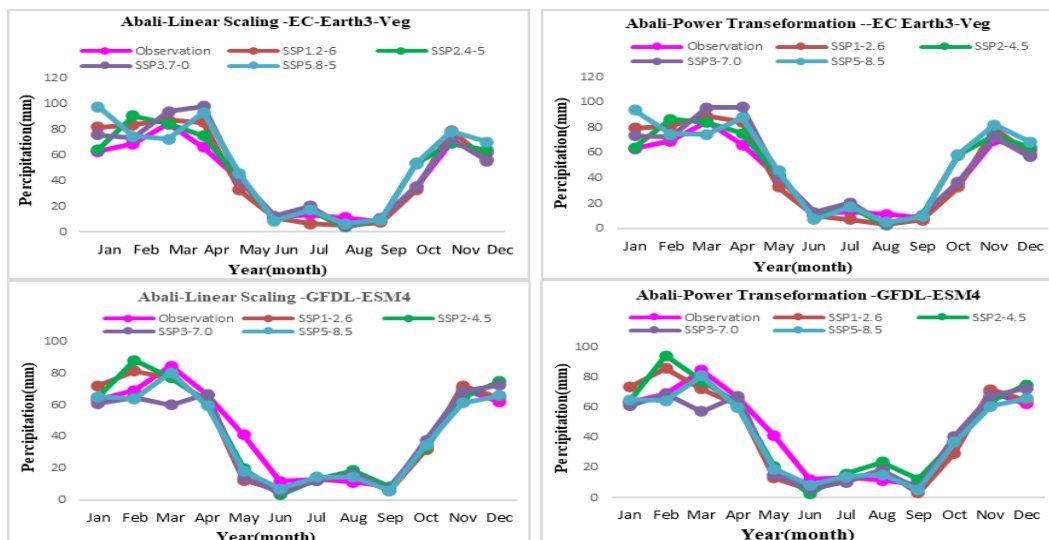 Abali-Linear Scaling -EC-Earth3-Veg
Observation SSP1.2-6 SSP2.4-5
SSP3.7-0 SSP5.8-5
120
100
80
60
40
20
0
Percipitation(mm)
Jan Feb Mar Apr May Jun Jul Aug Sep Oct Nov Dec
Year(month)
Abali-Power Transeformation --EC Earth3-Veg
Observation SSP1-2.6 SSP2-4.5
SSP3-7.0 SSP5-8.5
120
100
80
60
40
20
0
Percipitation(mm)
Jan Feb Mar Apr May Jun Jul Aug Sep Oct Nov Dec
Year(month)
Abali-Linear Scaling -GFDL-ESM4
Observation SSP1-2.6 SSP2-4.5
SSP3-7.0 SSP5-8.5
100
80
60
40
20
0
Percipitation(mm)
Jan Feb Mar Apr May Jun Jul Aug Sep Oct Nov Dec
Year(month)
Abali-Power Transeformation -GFDL-ESM4
Observation SSP1-2.6 SSP2-4.5
SSP3-7.0 SSP5-8.5
100
80
60
40
20
0
Percipitation(mm)
Jan Feb Mar Apr May Jun Jul Aug Sep Oct Nov Dec
Year(month)